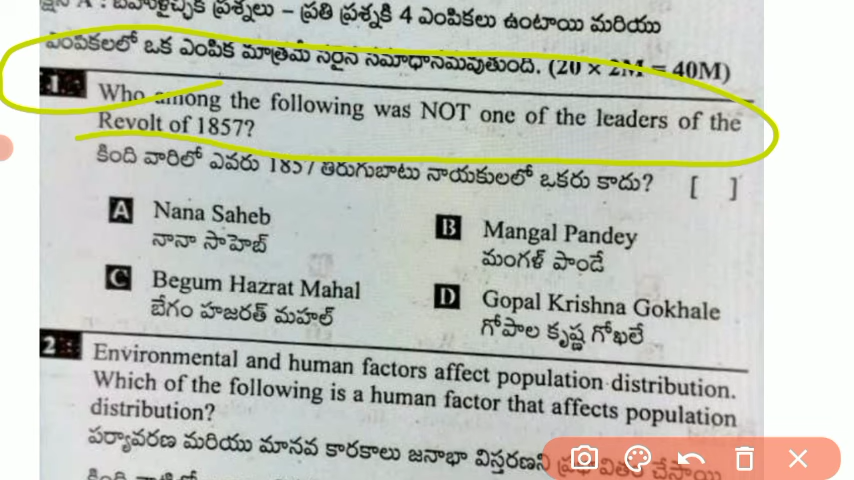 A : బహుళైచ్ఛిక ప్రశ్నలు – ప్రతి ప్రశ్నకి 4 ఎంపికలు ఉంటాయి మరియు
ఎంపికలలో ఒక ఎంపిక మాత్రమే సరైన సమాధానమవుతుంది. (20 × 2M = 40M)
1 Who among the following was NOT one of the leaders of the
Revolt of 1857?
కింది వారిలో ఎవరు 1857 తిరుగుబాటు నాయకులలో ఒకరు కాదు? [ ]
A Nana Saheb
నానా సాహెబ్
B Mangal Pandey
మంగళ్ పాండే
C Begum Hazrat Mahal
బేగం హజరత్ మహల్
D Gopal Krishna Gokhale
గోపాల కృష్ణ గోఖలే
2 Environmental and human factors affect population distribution.
Which of the following is a human factor that affects population
distribution?
పర్యావరణ మరియు మానవ కారకాలు జనాభా విస్తరణని